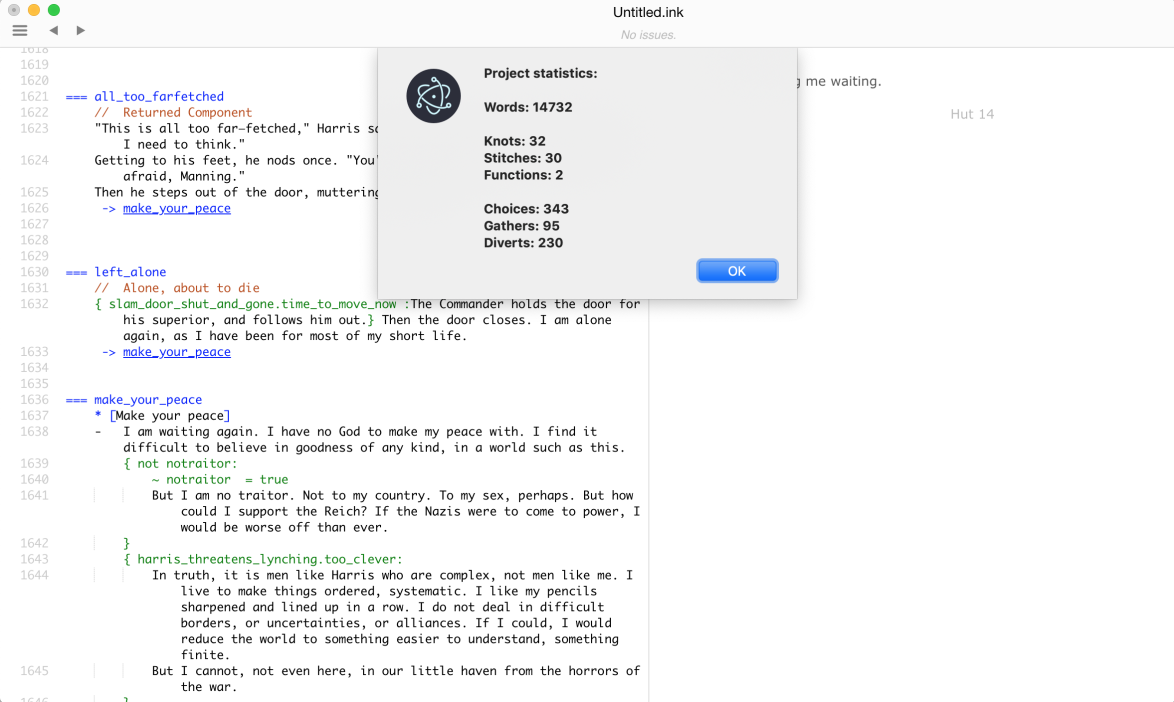 Untitled.ink
No issues.
Project statistics:
Words: 14732
Knots: 32
Stitches: 30
Functions: 2
Choices: 343
Gathers: 95
Diverts: 230
OK
me waiting.
Hut 14
1618
1619
1620
1621 === all_too_farfetched
1622 // Returned Component
1623 "This is all too far-fetched," Harris
I need to think."
1624 Getting to his feet, he nods once.
afraid, Manning."
1625 Then he steps out of the door, muttering
1626 -> make_your_peace
1627
1628
1629
1630 === left_alone
1631 // Alone, about to die
1632 { slam_door_shut_and_gone.time_to_move_now :The Commander holds the door for
his superior, and follows him out.} Then the door closes. I am alone
again, as I have been for most of my short life.
1633 -> make_your_peace
1634
1635
1636 === make_your_peace
1637 * [Make your peace]
1638 - I am waiting again. I have no God to make my peace with. I find it
difficult to believe in goodness of any kind, in a world such as this.
1639 { not notraitor:
1640 ~ notraitor = true
1641 But I am no traitor. Not to my country. To my sex, perhaps. But how
could I support the Reich? If the Nazis were to come to power, I
would be worse off than ever.
1642 }
1643 { harris_threatens_lynching.too_clever:
1644 In truth, it is men like Harris who are complex, not men like me. I
live to make things ordered, systematic. I like my pencils
sharpened and lined up in a row. I do not deal in difficult
borders, or uncertainties, or alliances. If I could, I would
reduce the world to something easier to understand, something
finite.
1645 But I cannot, not even here, in our little haven from the horrors of
the war.
1646 }